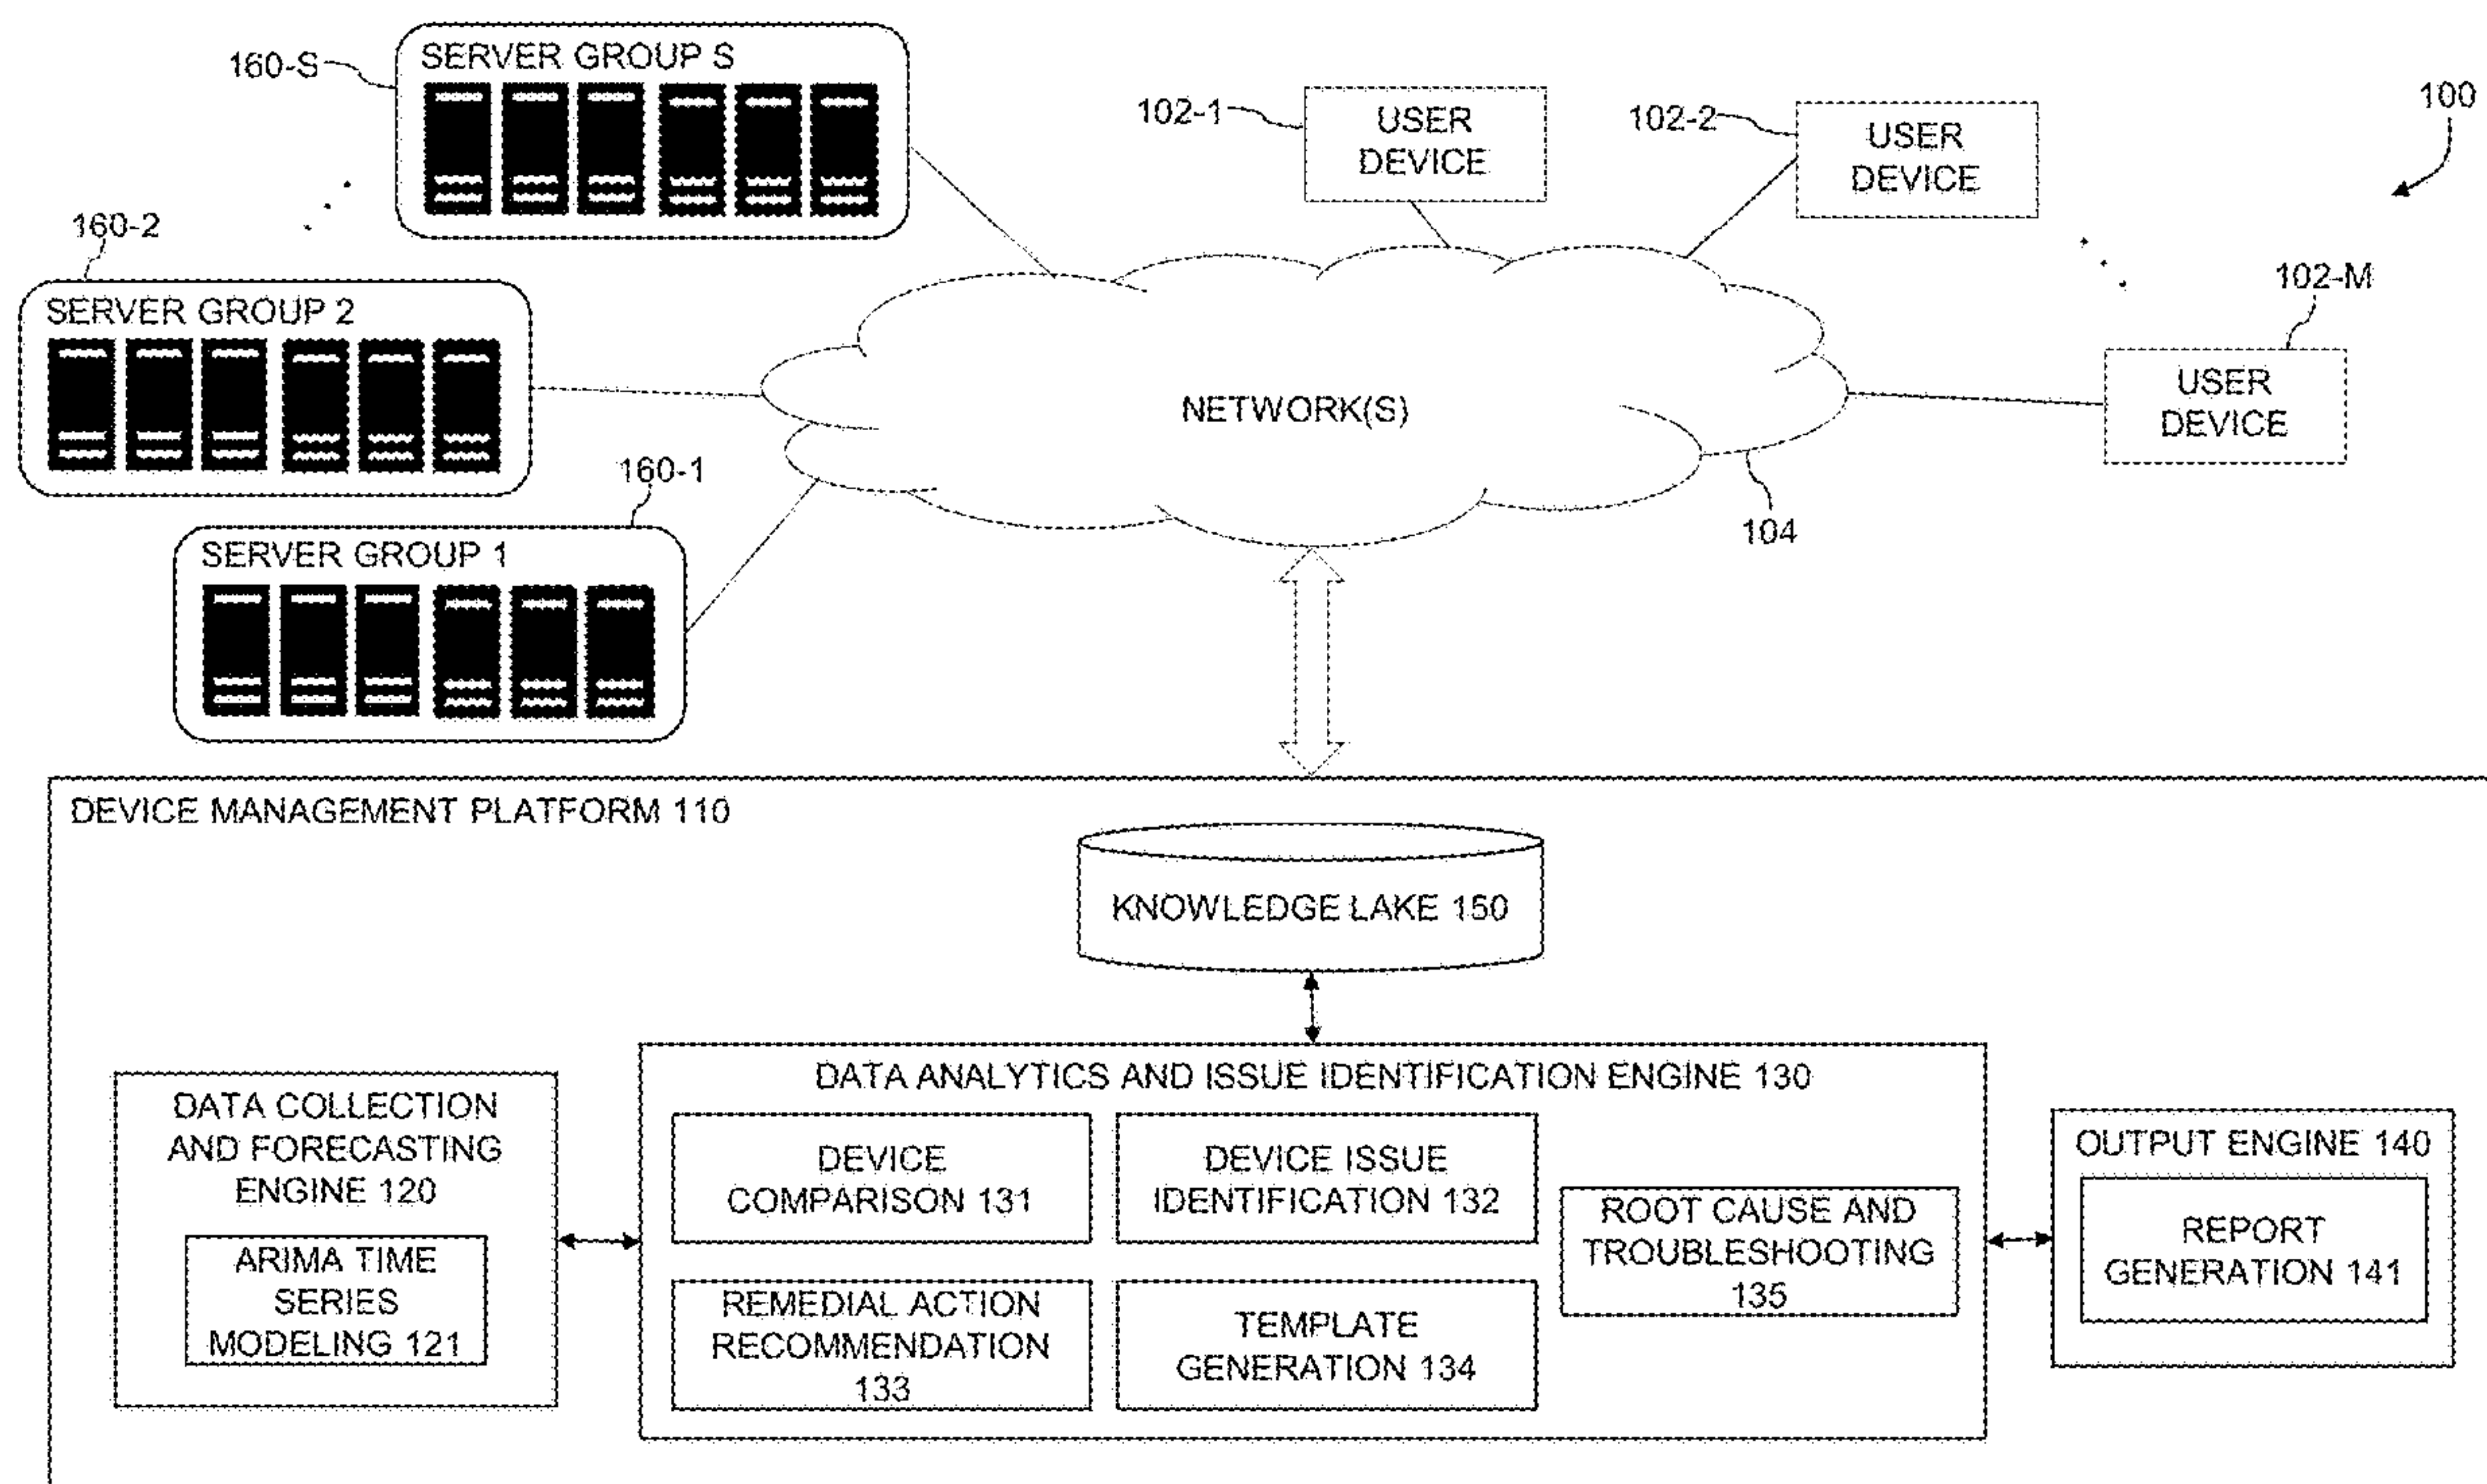 160-S
SERVER GROUP S
102-1
USER
DEVICE
102-2
USER
DEVICE
100
160-2
SERVER GROUP 2
102-M
USER
DEVICE
NETWORK(S)
104
160-1
SERVER GROUP 1
DEVICE MANAGEMENT PLATFORM 110
KNOWLEDGE LAKE 150
DATA COLLECTION
AND FORECASTING
ENGINE 120
ARIMA TIME
SERIES
MODELING 121
DATA ANALYTICS AND ISSUE IDENTIFICATION ENGINE 130
DEVICE
COMPARISON 131
DEVICE ISSUE
IDENTIFICATION 132
REMEDIAL ACTION
RECOMMENDATION
133
TEMPLATE
GENERATION 134
ROOT CAUSE AND
TROUBLESHOOTING
135
OUTPUT ENGINE 140
REPORT
GENERATION 141